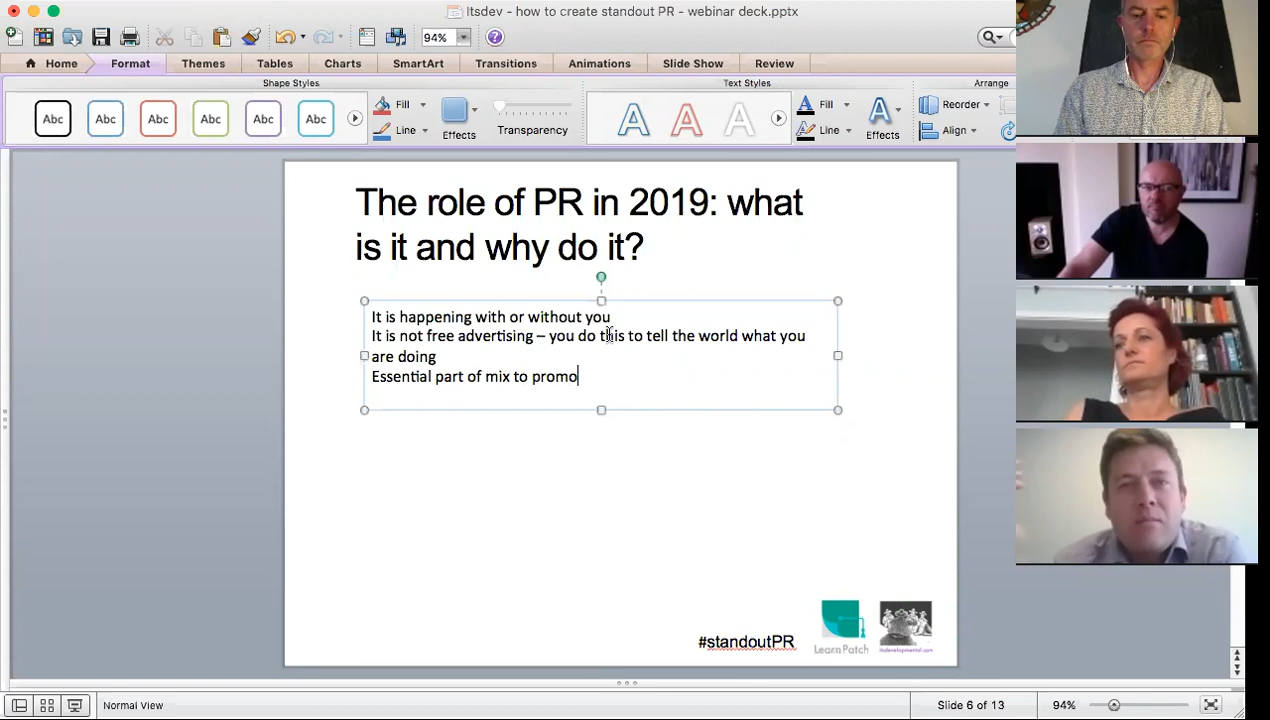 Itsdev - how to create standout PR - webinar deck.pptx
94%
Home Format Themes Tables Charts SmartArt Transitions Animations Slide Show Review
Shape Styles Text Styles Arrange
Abc Abc Abc Abc Abc Abc
Fill
Line
Effects
Transparency
A A A
Fill
Line
Effects
Reorder
Align
The role of PR in 2019: what
is it and why do it?
It is happening with or without you
It is not free advertising – you do this to tell the world what you
are doing
Essential part of mix to promo
#standoutPR
Learn Patch
itsdevelopmental.com
Normal View
Slide 6 of 13
94%